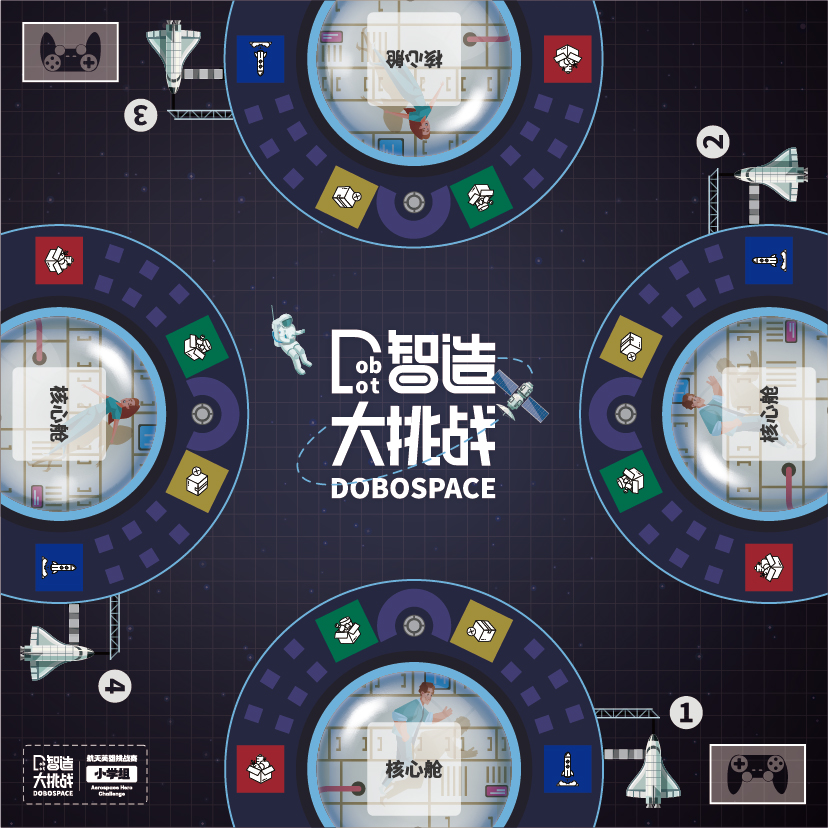 核心舱
3
2
核心舱
Dobot 智造
大挑战
DOBOSPACE
核心舱
4
1
核心舱
Dobot 智造
大挑战
DOBOSPACE
航天英雄挑战赛
小学组
Aerospace Hero
Challenge